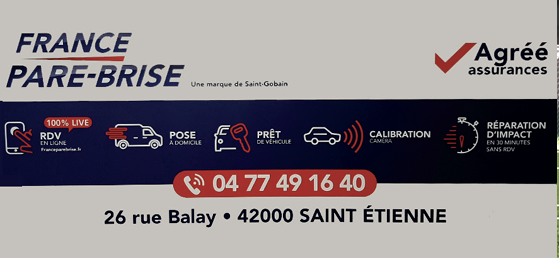 FRANCE
PARE-BRISE
Une marque de Saint-Gobain
Agréé
assurances
100% LIVE
RDV
EN LIGNE
Franceparebrise.fr
POSE
À DOMICILE
PRÊT
DE VÉHICULE
CALIBRATION
CAMÉRA
RÉPARATION
D'IMPACT
EN 30 MINUTES
SANS RDV
04 77 49 16 40
26 rue Balay • 42000 SAINT ÉTIENNE